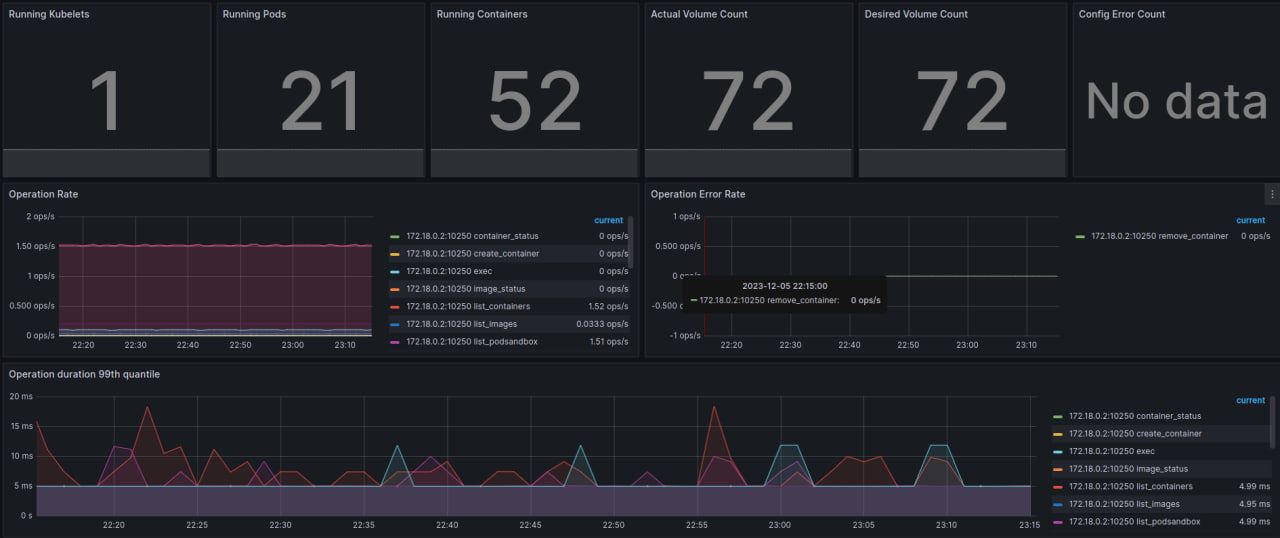 Running Kubelets
1
Running Pods
21
Running Containers
52
Actual Volume Count
72
Desired Volume Count
72
Config Error Count
No data
Operation Rate
2 ops/s
1.50 ops/s
1 ops/s
0.500 ops/s
0 ops/s
22:20 22:30 22:40 22:50 23:00 23:10
current
172.18.0.2:10250 container_status 0 ops/s
172.18.0.2:10250 create_container 0 ops/s
172.18.0.2:10250 exec 0 ops/s
172.18.0.2:10250 image_status 0 ops/s
172.18.0.2:10250 list_containers 1.52 ops/s
172.18.0.2:10250 list_images 0.0333 ops/s
172.18.0.2:10250 list_podsandbox 1.51 ops/s
Operation Error Rate
1 ops/s
0.500 ops/s
0 ops/s
-0.500
-1 ops/s
22:20 22:30 22:40 22:50 23:00 23:10
2023-12-05 22:15:00
172.18.0.2:10250 remove_container: 0 ops/s
current
172.18.0.2:10250 remove_container 0 ops/s
Operation duration 99th quantile
20 ms
15 ms
10 ms
5 ms
0 s
22:20 22:25 22:30 22:35 22:40 22:45 22:50 22:55 23:00 23:05 23:10 23:15
current
172.18.0.2:10250 container_status
172.18.0.2:10250 create_container
172.18.0.2:10250 exec
172.18.0.2:10250 image_status
172.18.0.2:10250 list_containers 4.99 ms
172.18.0.2:10250 list_images 4.95 ms
172.18.0.2:10250 list_podsandbox 4.99 ms